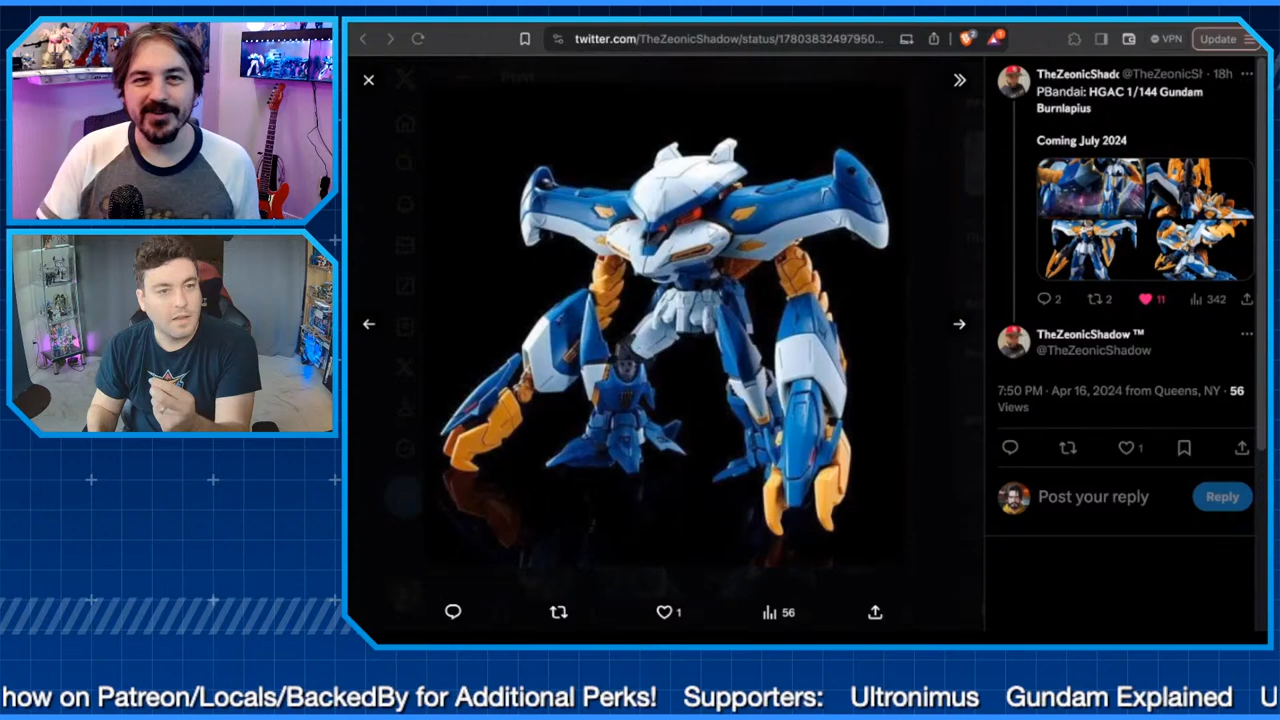 twitter.com/TheZeonicShadow/status/17803832497950...
VPN
Update
TheZeonicShadc @TheZeonicSl · 18h
PBandai: HGAC 1/144 Gundam
Burnlapius
Coming July 2024
2 2 11 342
TheZeonicShadow ™
@TheZeonicShadow
7:50 PM · Apr 16, 2024 from Queens, NY · 56
Views
1
Post your reply
Reply
1 56
how on Patreon/Locals/BackedBy for Additional Perks! Supporters: Ultronimus Gundam Explained U